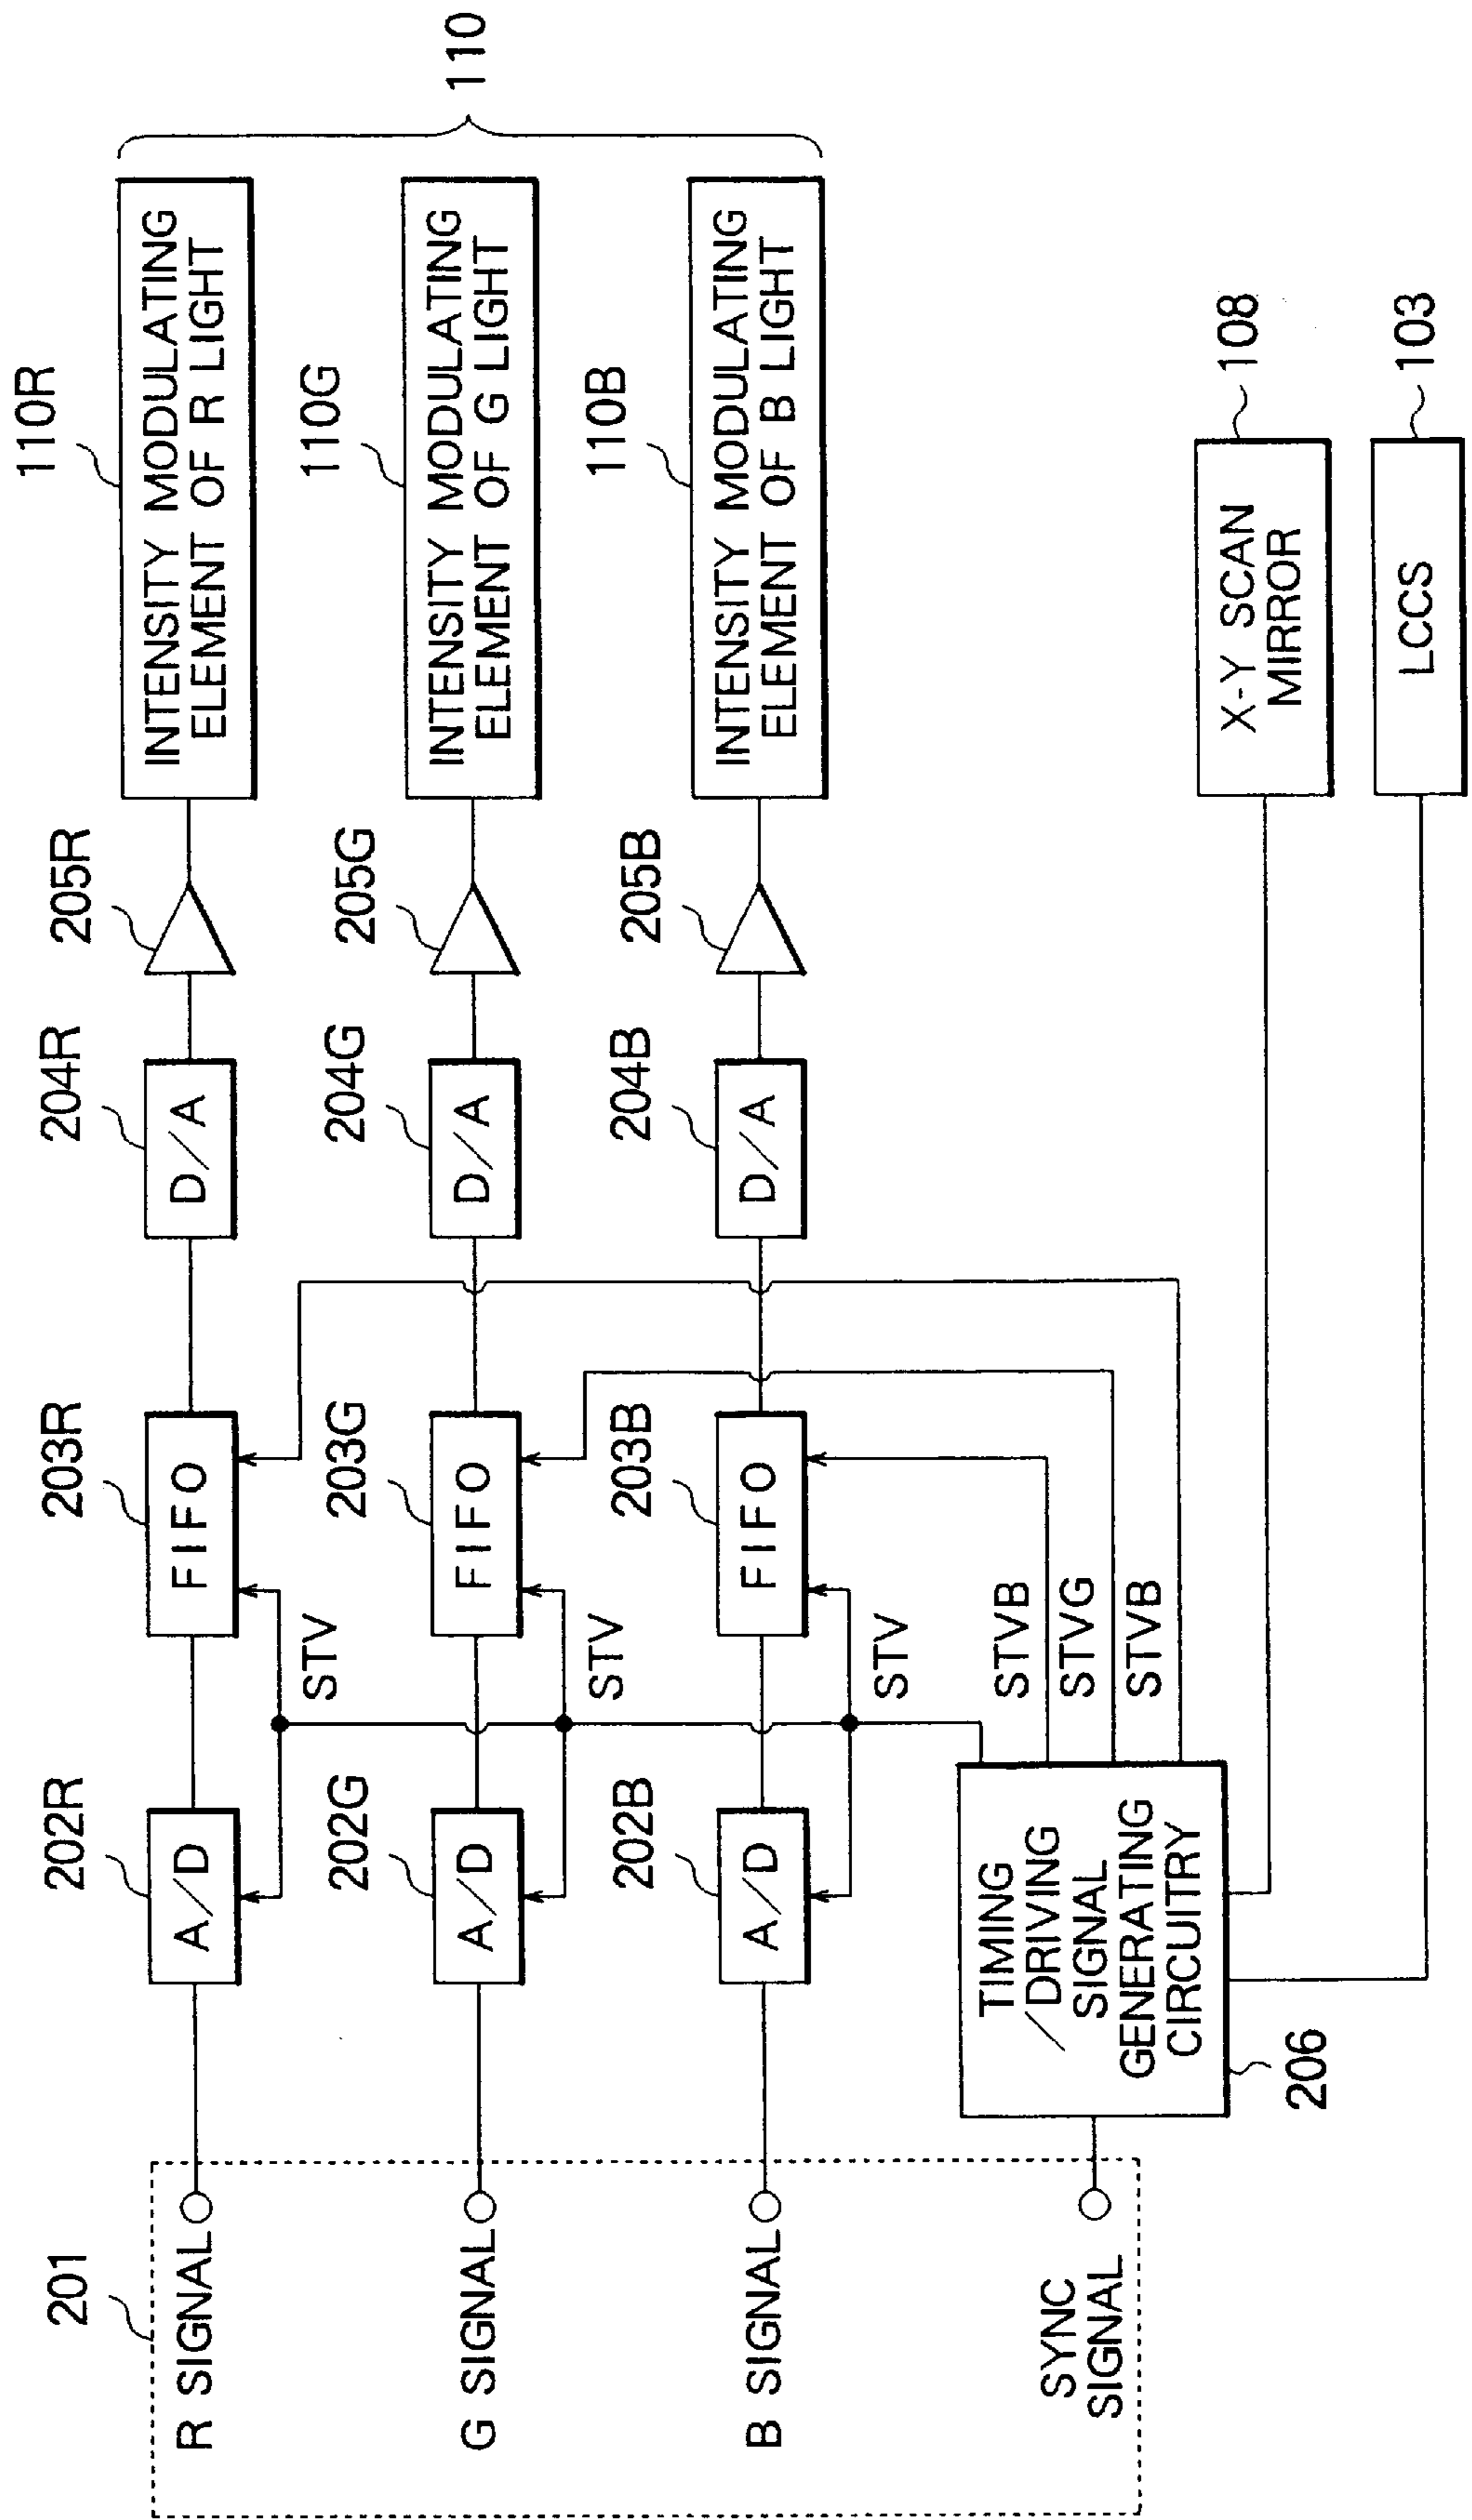 201
R SIGNAL
G SIGNAL
B SIGNAL
SYNC
SIGNAL
202R
A/D
203R
FIFO
204R
D/A
205R
110R
INTENSITY MODULATING
ELEMENT OF R LIGHT
STV
202G
A/D
203G
FIFO
204G
D/A
205G
110G
INTENSITY MODULATING
ELEMENT OF G LIGHT
110
STV
202B
A/D
203B
FIFO
204B
D/A
205B
110B
INTENSITY MODULATING
ELEMENT OF B LIGHT
STV
STVB
STVG
STVB
TIMING
/DRIVING
SIGNAL
GENERATING
CIRCUITRY
206
X-Y SCAN
MIRROR
108
LCCS
103